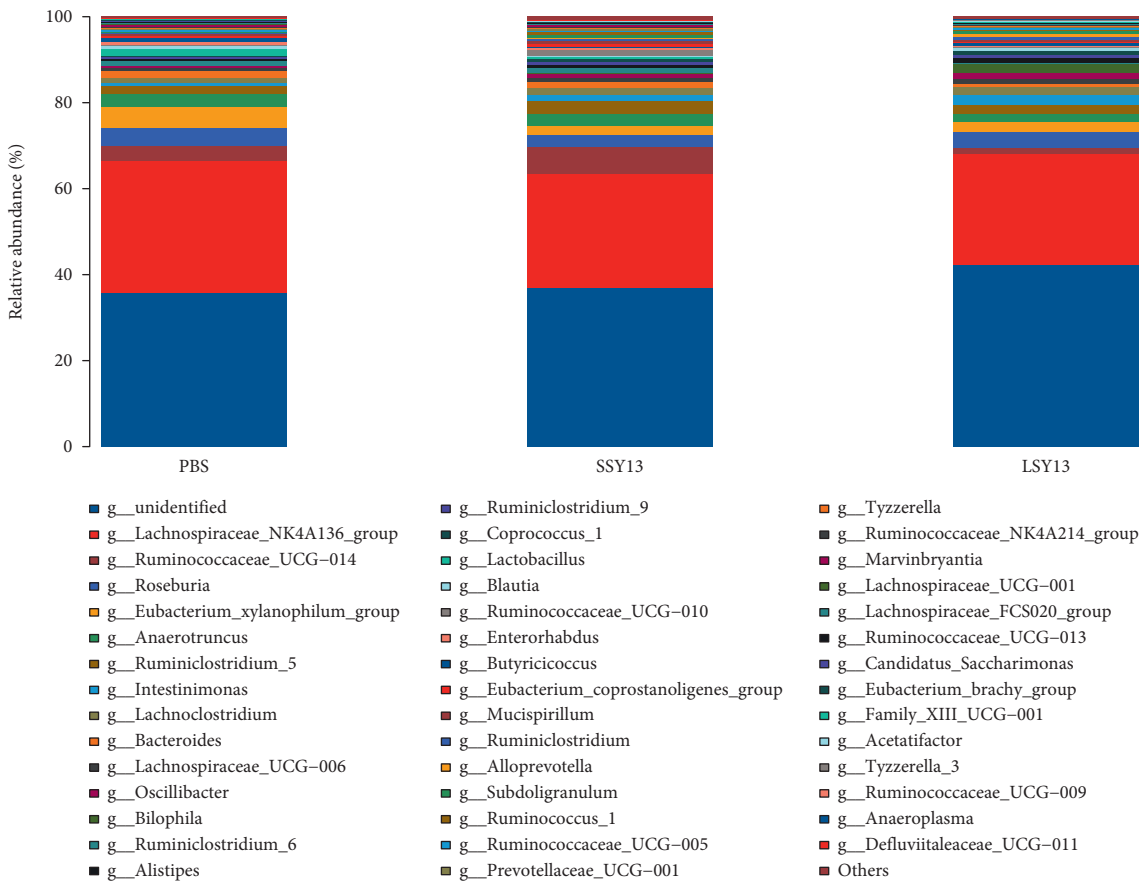 100
80
60
40
20
0
Relative abundance (%)
PBS
SSY13
LSY13
g__unidentified
g__Lachnospiraceae_NK4A136_group
g__Ruminococcaceae_UCG−014
g__Roseburia
g__Eubacterium_xylanophilum_group
g__Anaerotruncus
g__Ruminiclostridium_5
g__Intestinimonas
g__Lachnoclostridium
g__Bacteroides
g__Lachnospiraceae_UCG−006
g__Oscillibacter
g__Bilophila
g__Ruminiclostridium_6
g__Alistipes
g__Ruminiclostridium_9
g__Coprococcus_1
g__Lactobacillus
g__Blautia
g__Ruminococcaceae_UCG−010
g__Enterorhabdus
g__Butyricicoccus
g__Eubacterium_coprostanoligenes_group
g__Mucispirillum
g__Ruminiclostridium
g__Alloprevotella
g__Subdoligranulum
g__Ruminococcus_1
g__Ruminococcaceae_UCG−005
g__Prevotellaceae_UCG−001
g__Tyzzerella
g__Ruminococcaceae_NK4A214_group
g__Marvinbryantia
g__Lachnospiraceae_UCG−001
g__Lachnospiraceae_FCS020_group
g__Ruminococcaceae_UCG−013
g__Candidatus_Saccharimonas
g__Eubacterium_brachy_group
g__Family_XIII_UCG−001
g__Acetatifactor
g__Tyzzerella_3
g__Ruminococcaceae_UCG−009
g__Anaeroplasma
g__Defluviitaleaceae_UCG−011
Others